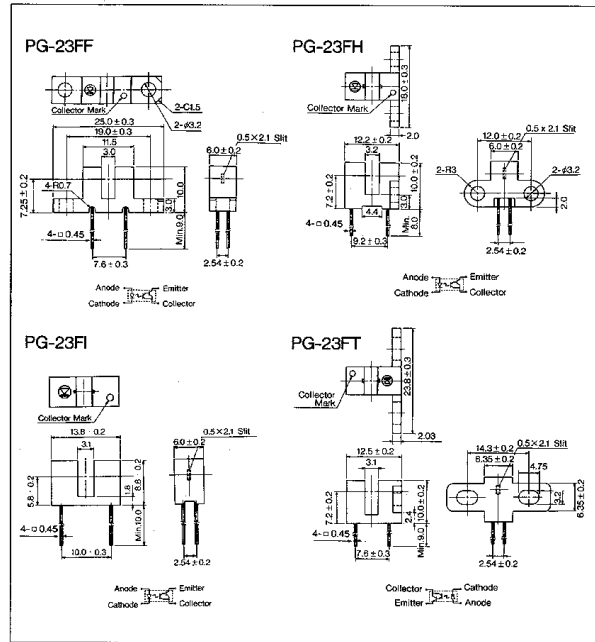 PG-23FF
Collector Mark
2-C1.5
2-ø3.2
25.0±0.3
19.0±0.3
11.5
3.0
6.0±0.2
0.5×2.1 Slit
4-R0.7
7.25±0.2
3.0
10.0
Min.9.0
4-□0.45
7.6±0.3
2.54±0.2
Anode
Emitter
Cathode
Collector
PG-23FH
Collector Mark
18.0±0.3
2.0
12.2±0.2
3.2
12.0±0.2
0.5 x 2.1 Slit
6.0±0.2
7.2±0.2
10.0±0.2
3.0
Min.
8.0
2-R3
2-ø3.2
2.0
4.4
4-□0.45
9.2±0.3
2.54±0.2
Anode
Emitter
Cathode
Collector
PG-23FI
Collector Mark
13.8·0.2
3.1
6.0±0.2
0.5×2.1 Slit
5.8·0.2
1.8
8.6·0.2
Min.10.0
4-□0.45
10.0·0.3
2.54±0.2
Anode
Emitter
Cathode
Collector
PG-23FT
Collector
Mark
23.8±0.3
2.03
12.5±0.2
3.1
14.3±0.2
0.5×2.1 Slit
6.35±0.2
4.75
7.2±0.2
2.4
10.0±0.2
Min.9.0
3.2
6.35±0.2
4-□0.45
7.6±0.3
2.54±0.2
Collector
Cathode
Emitter
Anode